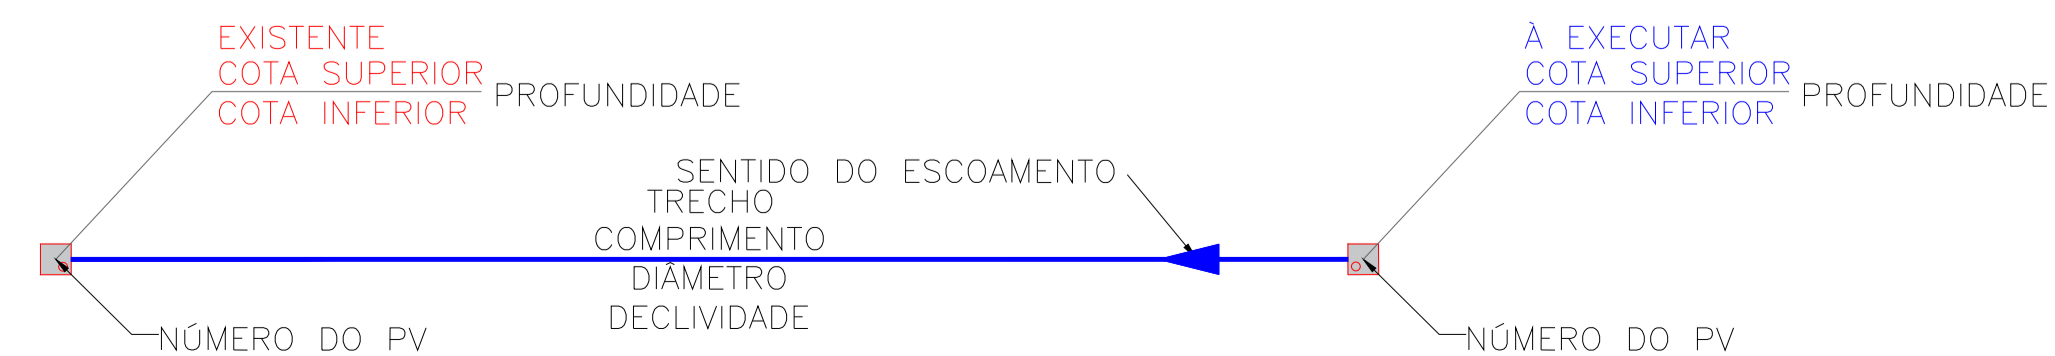 EXISTENTE
COTA SUPERIOR
COTA INFERIOR
PROFUNDIDADE
À EXECUTAR
COTA SUPERIOR
COTA INFERIOR
PROFUNDIDADE
SENTIDO DO ESCOAMENTO
TRECHO
COMPRIMENTO
DIÂMETRO
DECLIVIDADE
NÚMERO DO PV
NÚMERO DO PV